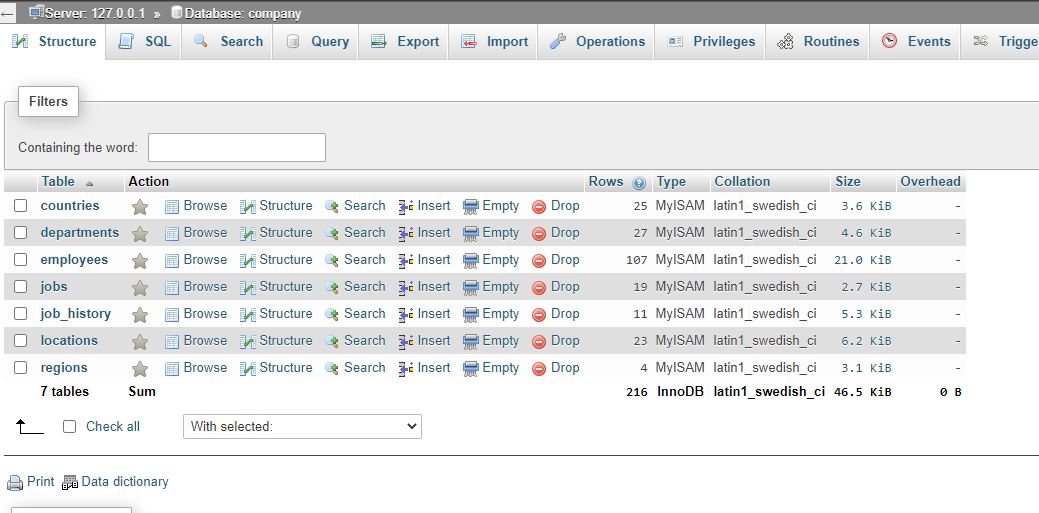 Server: 127.0.0.1 » Database: company
Structure SQL Search Query Export Import Operations Privileges Routines Events Trigge
Filters
Containing the word:
Table Action Rows Type Collation Size Overhead
countries Browse Structure Search Insert Empty Drop 25 MyISAM latin1_swedish_ci 3.6 KiB -
departments Browse Structure Search Insert Empty Drop 27 MyISAM latin1_swedish_ci 4.6 KiB -
employees Browse Structure Search Insert Empty Drop 107 MyISAM latin1_swedish_ci 21.0 KiB -
jobs Browse Structure Search Insert Empty Drop 19 MyISAM latin1_swedish_ci 2.7 KiB -
job_history Browse Structure Search Insert Empty Drop 11 MyISAM latin1_swedish_ci 5.3 KiB -
locations Browse Structure Search Insert Empty Drop 23 MyISAM latin1_swedish_ci 6.2 KiB -
regions Browse Structure Search Insert Empty Drop 4 MyISAM latin1_swedish_ci 3.1 KiB -
7 tables Sum 216 InnoDB latin1_swedish_ci 46.5 KiB 0 B
Check all With selected:
Print Data dictionary